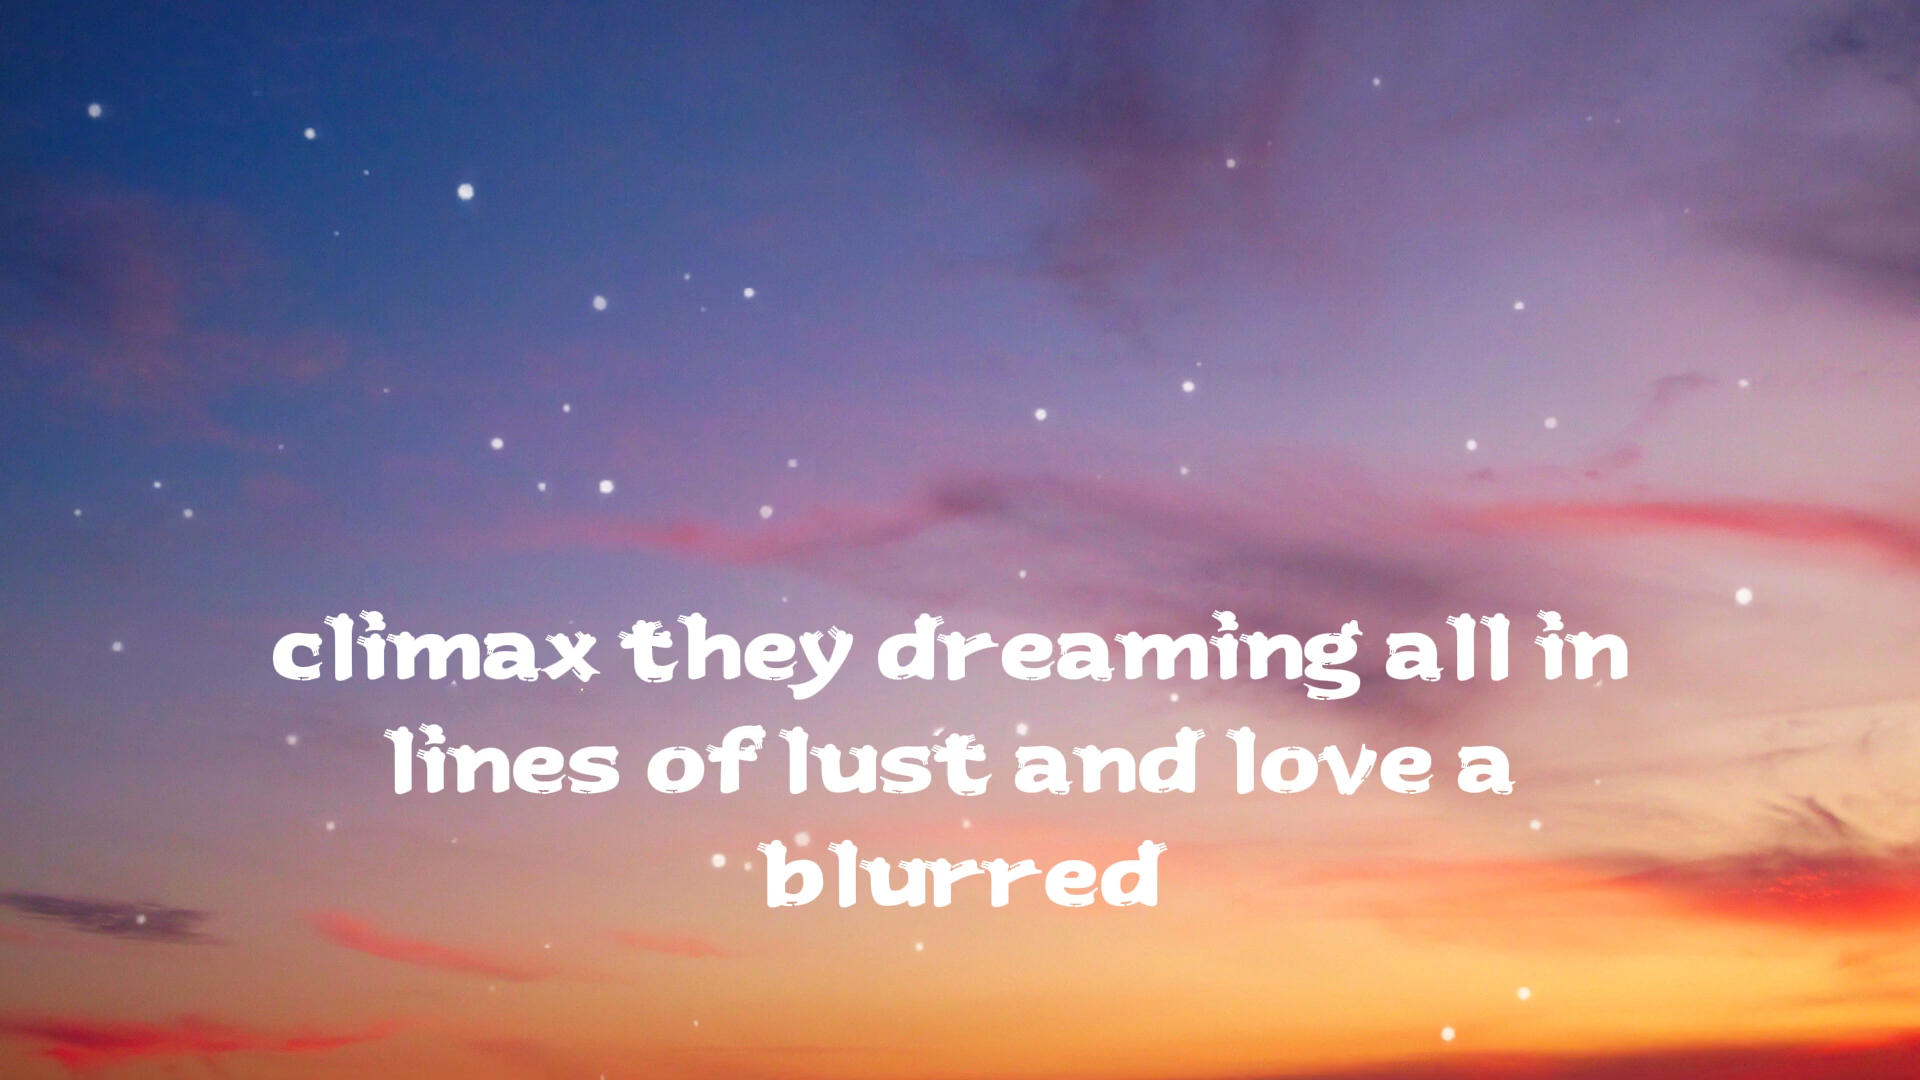 climax they dreaming all in
lines of lust and love a
blurred